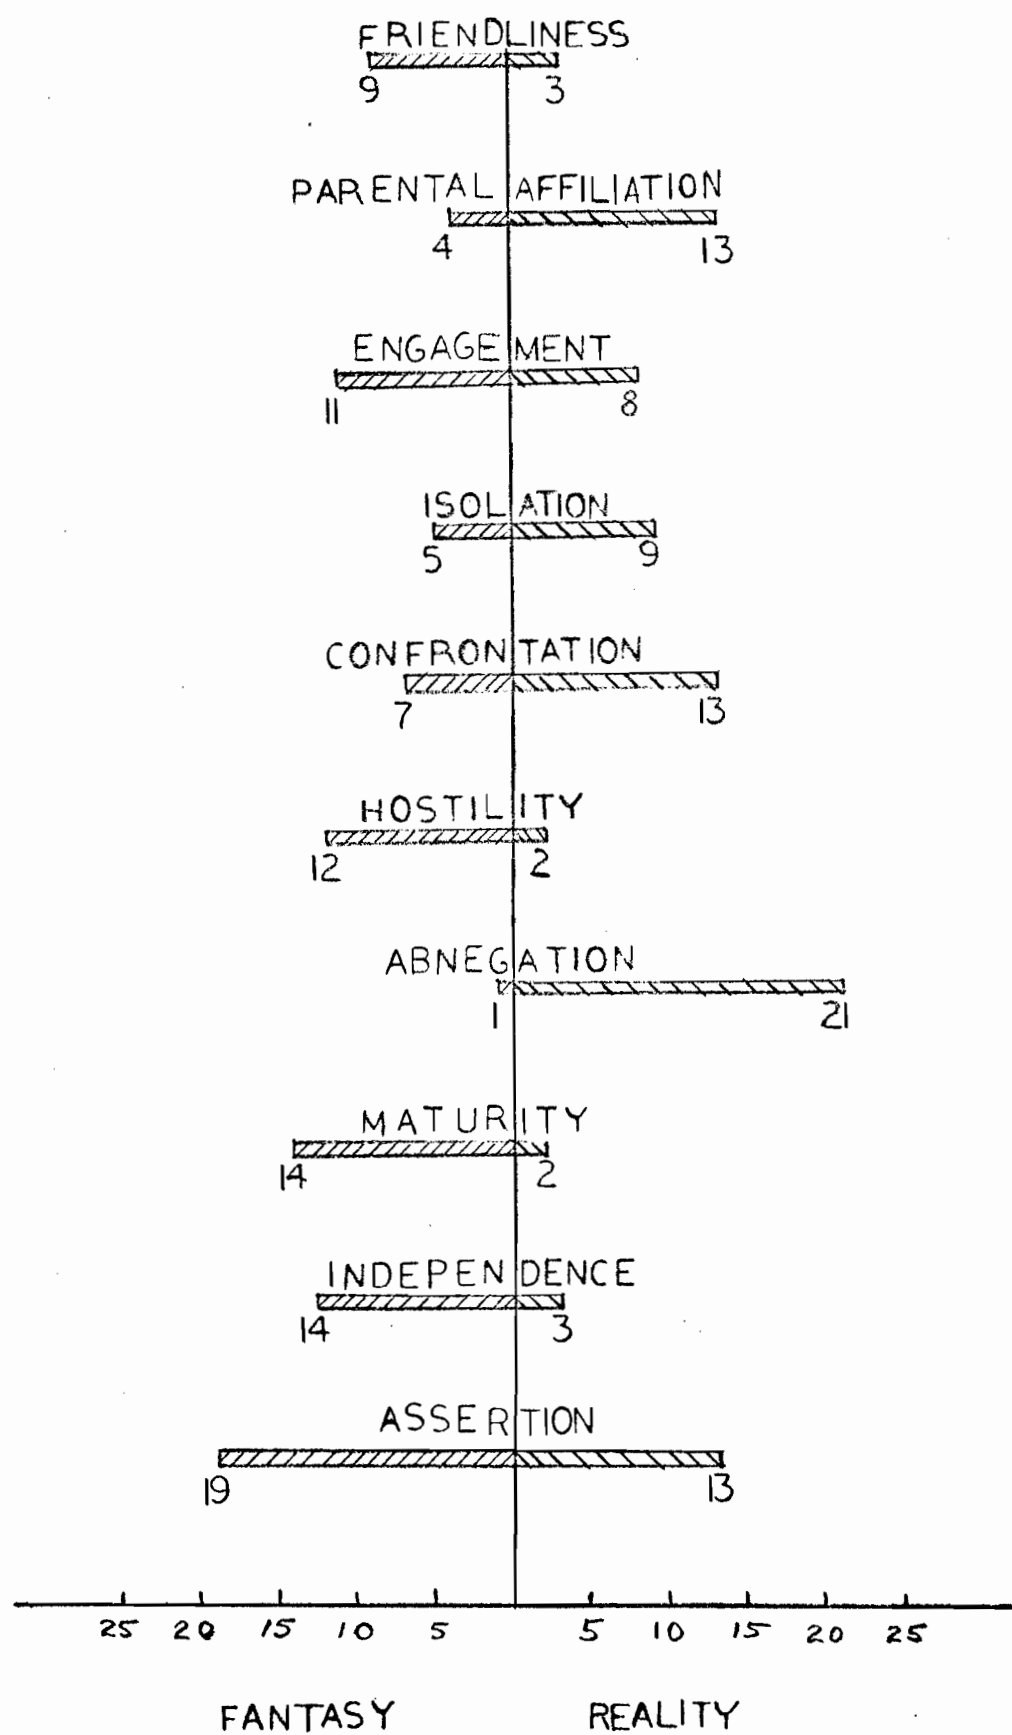 FRIENDLINESS
9 3
PARENTAL AFFILIATION
4 13
ENGAGEMENT
11 8
ISOLATION
5 9
CONFRONTATION
7 13
HOSTILITY
12 2
ABNEGATION
1 21
MATURITY
14 2
INDEPENDENCE
14 3
ASSERTION
19 13
25 20 15 10 5 5 10 15 20 25
FANTASY REALITY